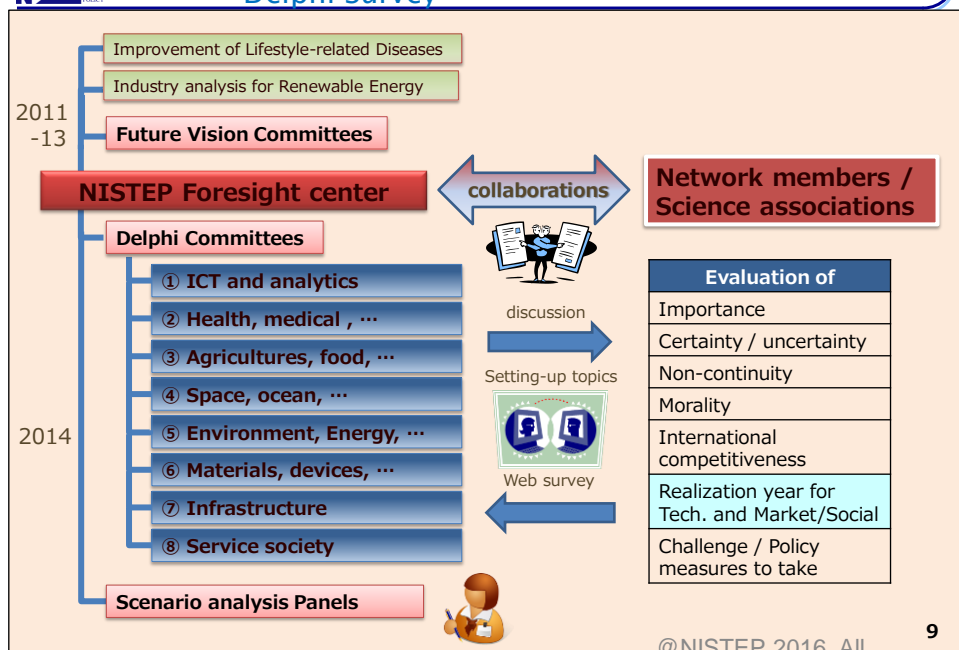 Delphi Survey
Improvement of Lifestyle-related Diseases
Industry analysis for Renewable Energy
2011
-13
Future Vision Committees
NISTEP Foresight center
collaborations
Network members /
Science associations
Delphi Committees
① ICT and analytics
② Health, medical , …
③ Agricultures, food, …
④ Space, ocean, …
⑤ Environment, Energy, …
⑥ Materials, devices, …
⑦ Infrastructure
⑧ Service society
2014
Scenario analysis Panels
discussion
Setting-up topics
Web survey
Evaluation of
Importance
Certainty / uncertainty
Non-continuity
Morality
International
competitiveness
Realization year for
Tech. and Market/Social
Challenge / Policy
measures to take
@NISTEP 2016 All
9